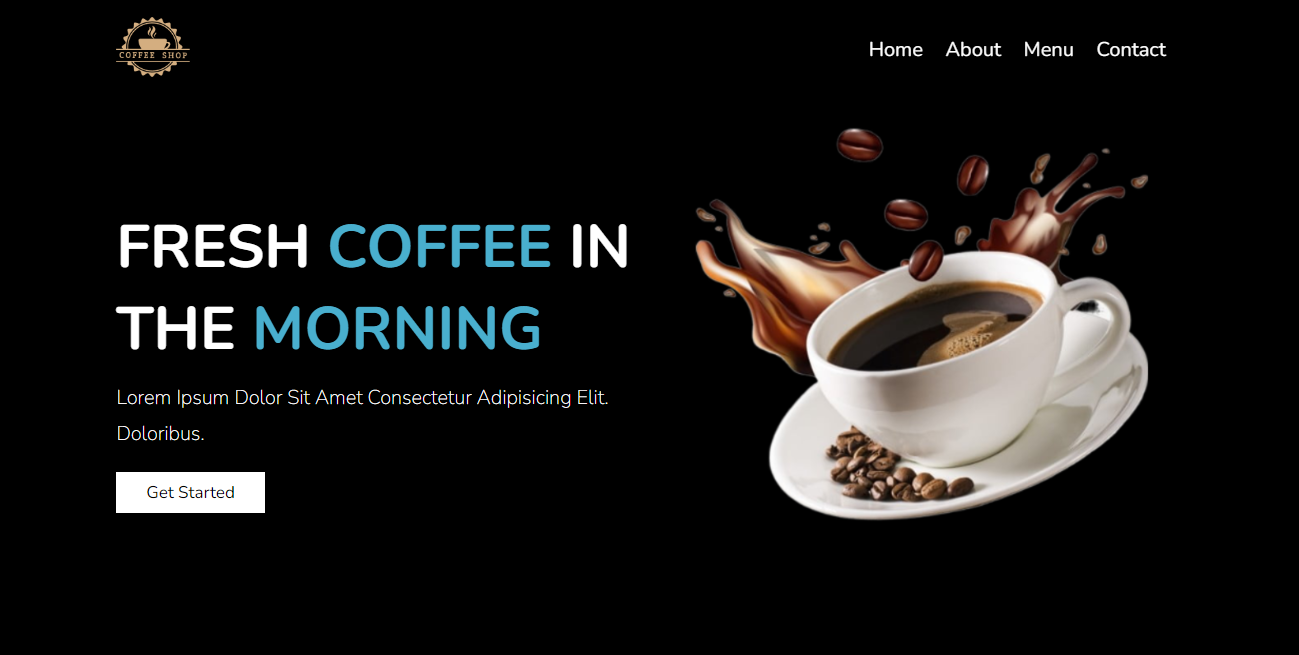 COFFEE SHOP
Home About Menu Contact
FRESH COFFEE IN
THE MORNING
Lorem Ipsum Dolor Sit Amet Consectetur Adipisicing Elit.
Doloribus.
Get Started